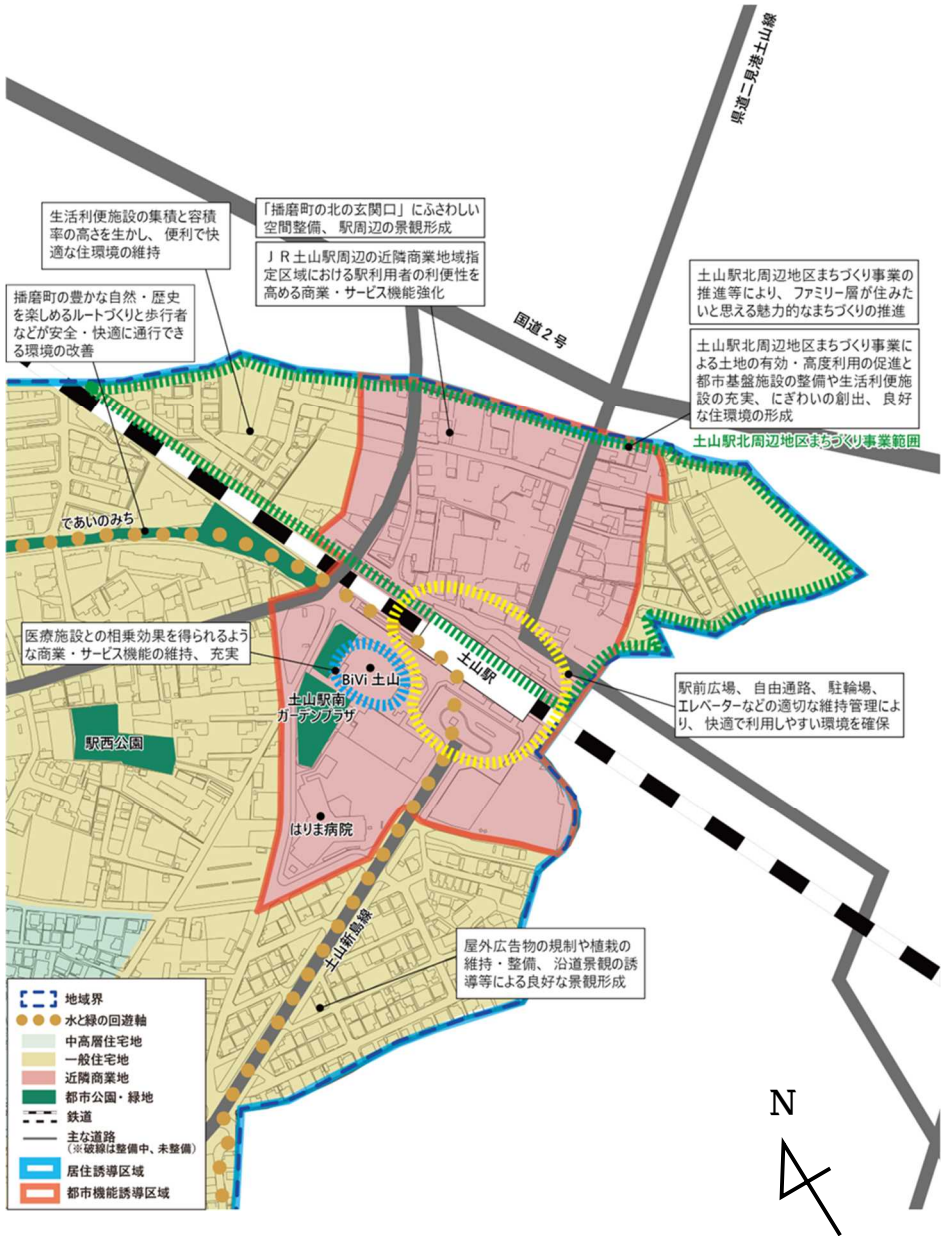 県道二見港土山線
生活利便施設の集積と容積
率の高さを生かし、便利で快
適な住環境の維持
「播磨町の北の玄関口」にふさわしい
空間整備、駅周辺の景観形成
ＪＲ土山駅周辺の近隣商業地域指
定区域における駅利用者の利便性を
高める商業・サービス機能強化
播磨町の豊かな自然・歴史
を楽しめるルートづくりと歩行者
などが安全・快適に通行でき
る環境の改善
国道２号
土山駅北周辺地区まちづくり事業の
推進等により、ファミリー層が住みた
いと思える魅力的なまちづくりの推進
土山駅北周辺地区まちづくり事業に
よる土地の有効・高度利用の促進と
都市基盤施設の整備や生活利便施
設の充実、にぎわいの創出、良好
な住環境の形成
土山駅北周辺地区まちづくり事業範囲
であいのみち
医療施設との相乗効果を得られるよう
な商業・サービス機能の維持、充実
土山駅
BiVi 土山
土山駅南
ガーデンプラザ
駅西公園
はりま病院
駅前広場、自由通路、駐輪場、
エレベーターなどの適切な維持管理によ
り、快適で利用しやすい環境を確保
土山新島線
屋外広告物の規制や植栽の
維持・整備、沿道景観の誘
導等による良好な景観形成
地域界
水と緑の回遊軸
中高層住宅地
一般住宅地
近隣商業地
都市公園・緑地
鉄道
主な道路
（※破線は整備中、未整備）
居住誘導区域
都市機能誘導区域
N